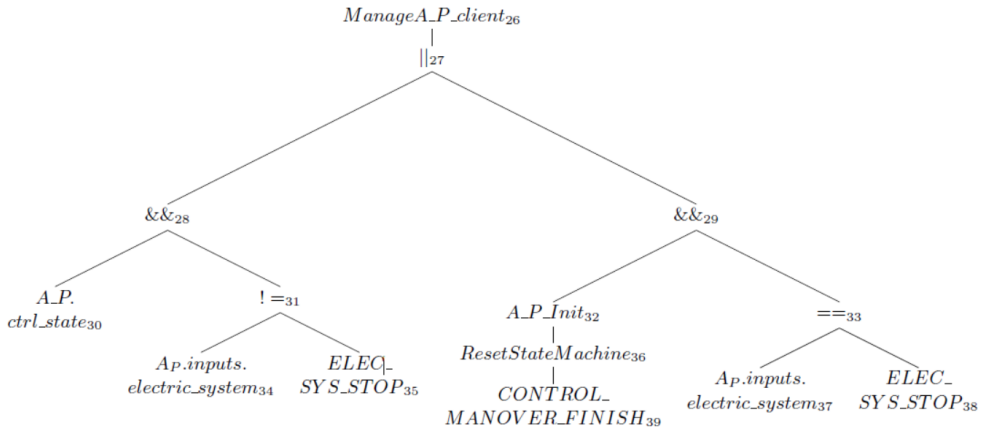 ManageA_P_client26
||27
&&28
&&29
A_P.
ctrl_state30
! =31
A_P_Init32
==33
AP.inputs.
electric_system34
ELEC_
SYS_STOP35
ResetStateMachine36
CONTROL_
MANOVER_FINISH39
AP.inputs.
electric_system37
ELEC_
SYS_STOP38